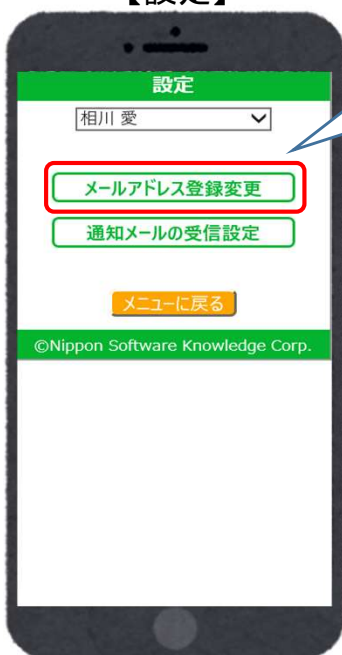 【設定】
設定
相川 愛
メールアドレス登録変更
通知メールの受信設定
メニューに戻る
©Nippon Software Knowledge Corp.